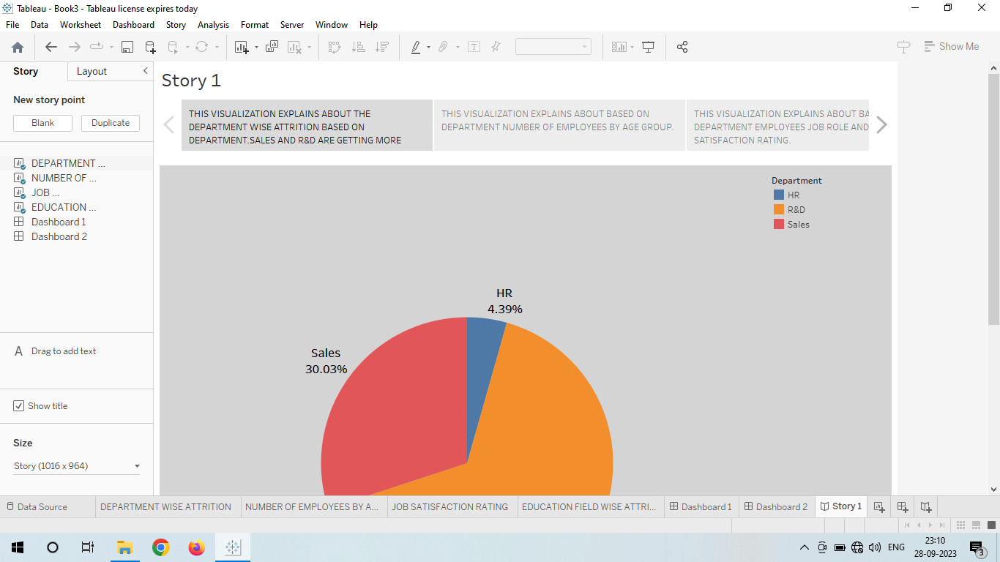 Tableau - Book3 - Tableau license expires today
File Data Worksheet Dashboard Story Analysis Format Server Window Help
Show Me
Story Layout
New story point
Blank Duplicate
DEPARTMENT ...
NUMBER OF ...
JOB ...
EDUCATION ...
Dashboard 1
Dashboard 2
A Drag to add text
Show title
Size
Story (1016 x 964)
Story 1
THIS VISUALIZATION EXPLAINS ABOUT THE
DEPARTMENT WISE ATTRITION BASED ON
DEPARTMENT.SALES AND R&D ARE GETTING MORE
THIS VISUALIZATION EXPLAINS ABOUT BASED ON
DEPARTMENT NUMBER OF EMPLOYEES BY AGE GROUP.
THIS VISUALIZATION EXPLAINS ABOUT BA
DEPARTMENT EMPLOYEES JOB ROLE AND
SATISFACTION RATING.
Department
HR
R&D
Sales
HR
4.39%
Sales
30.03%
Data Source DEPARTMENT WISE ATTRITION NUMBER OF EMPLOYEES BY A... JOB SATISFACTION RATING EDUCATION FIELD WISE ATTRI... Dashboard 1 Dashboard 2 Story 1
ENG
23:10
28-09-2023
3